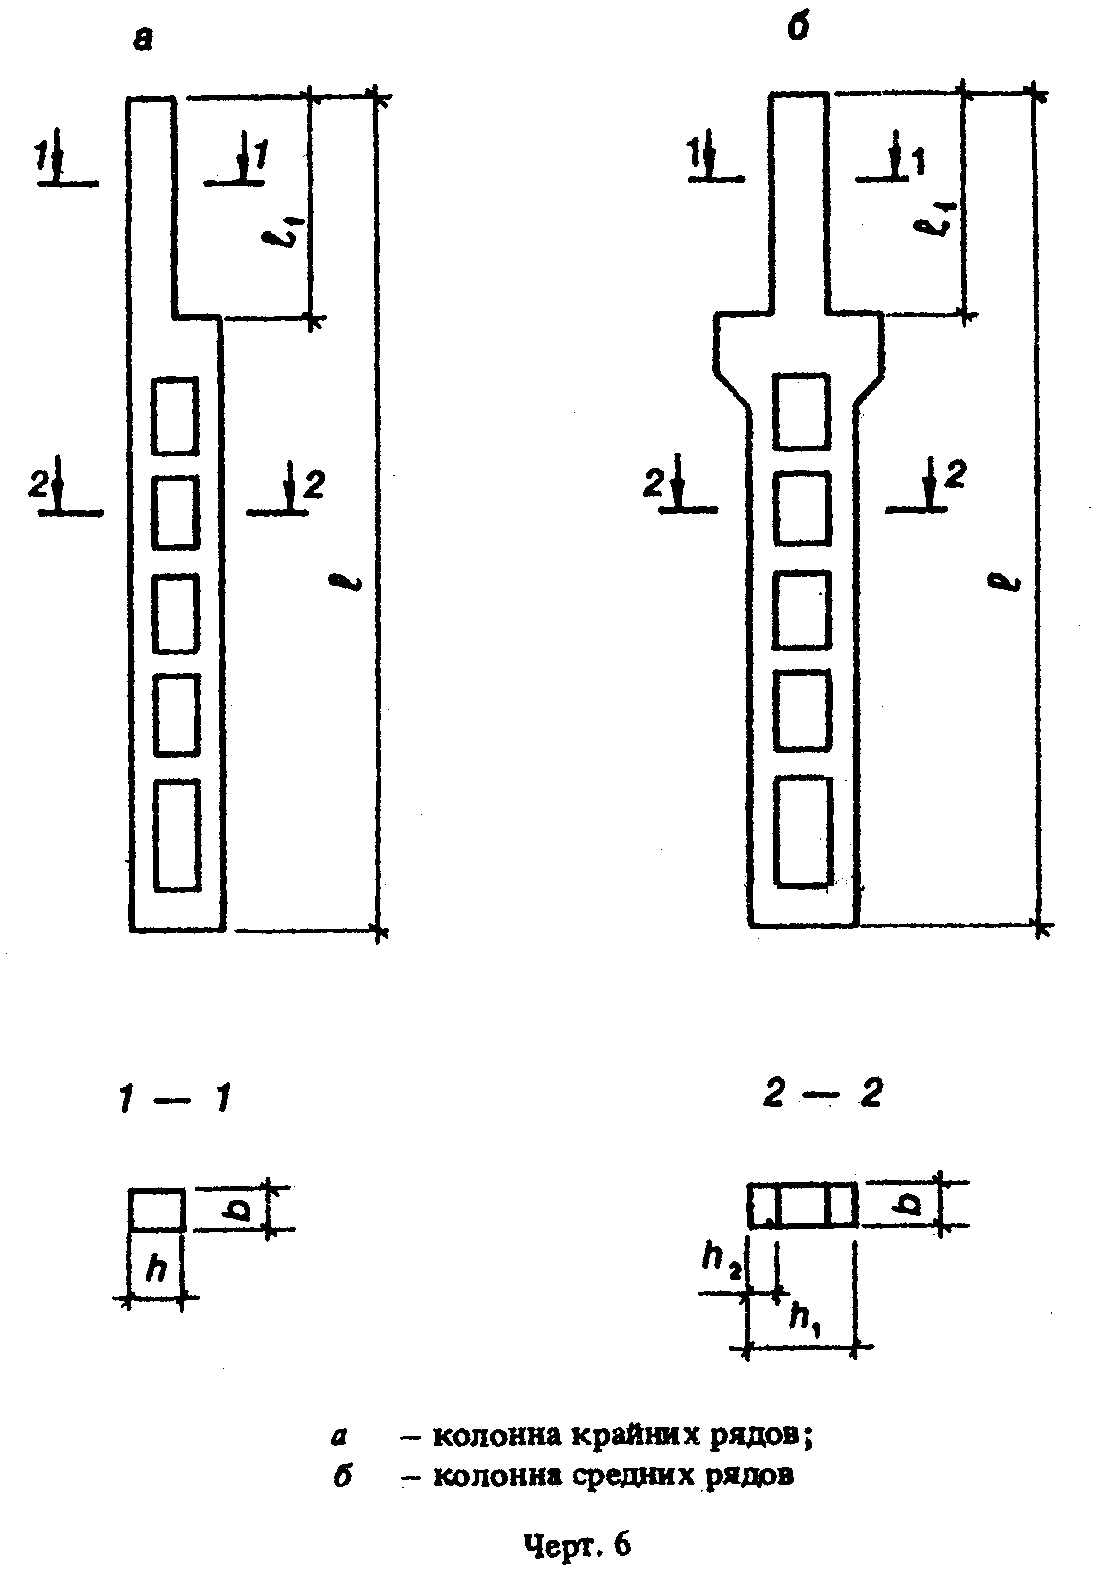 а
б
1 1
ℓ₁
1 1
ℓ₁
2 2
ℓ
2 2
ℓ
1 — 1
b
h
2 — 2
b
h₂
h₁
а – колонна крайних рядов;
б – колонна средних рядов
Черт. 6